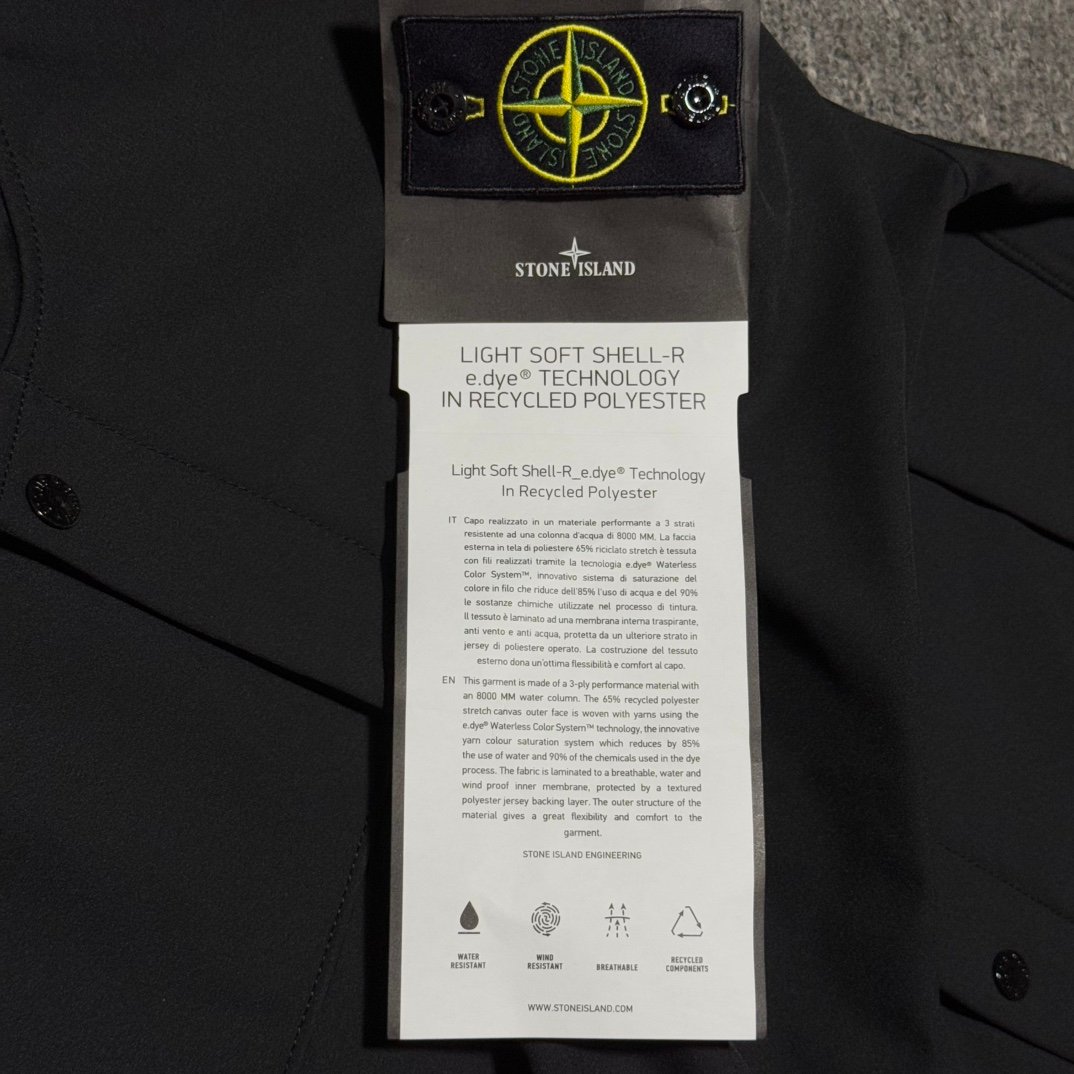 STONE ISLAND
STONE ISLAND
STONE ISLAND
LIGHT SOFT SHELL-R
e.dye® TECHNOLOGY
IN RECYCLED POLYESTER
Light Soft Shell-R_e.dye® Technology
In Recycled Polyester
IT Capo realizzato in un materiale performante a 3 strati
resistente ad una colonna d'acqua di 8000 MM. La faccia
esterna in tela di poliestere 65% riciclato stretch è tessuta
con fili realizzati tramite la tecnologia e.dye® Waterless
Color System™, innovativo sistema di saturazione del
colore in filo che riduce dell'85% l'uso di acqua e del 90%
le sostanze chimiche utilizzate nel processo di tintura.
Il tessuto è laminato ad una membrana interna traspirante,
anti vento e anti acqua, protetta da un ulteriore strato in
jersey di poliestere operato. La costruzione del tessuto
esterno dona un'ottima flessibilità e comfort al capo.
EN This garment is made of a 3-ply performance material with
an 8000 MM water column. The 65% recycled polyester
stretch canvas outer face is woven with yarns using the
e.dye® Waterless Color System™ technology, the innovative
yarn colour saturation system which reduces by 85%
the use of water and 90% of the chemicals used in the dye
process. The fabric is laminated to a breathable, water and
wind proof inner membrane, protected by a textured
polyester jersey backing layer. The outer structure of the
material gives a great flexibility and comfort to the
garment.
STONE ISLAND ENGINEERING
WATER
RESISTANT
WIND
RESISTANT
BREATHABLE
RECYCLED
COMPONENTS
WWW.STONEISLAND.COM